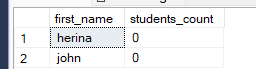 first_name students_count
1 herina 0
2 john 0